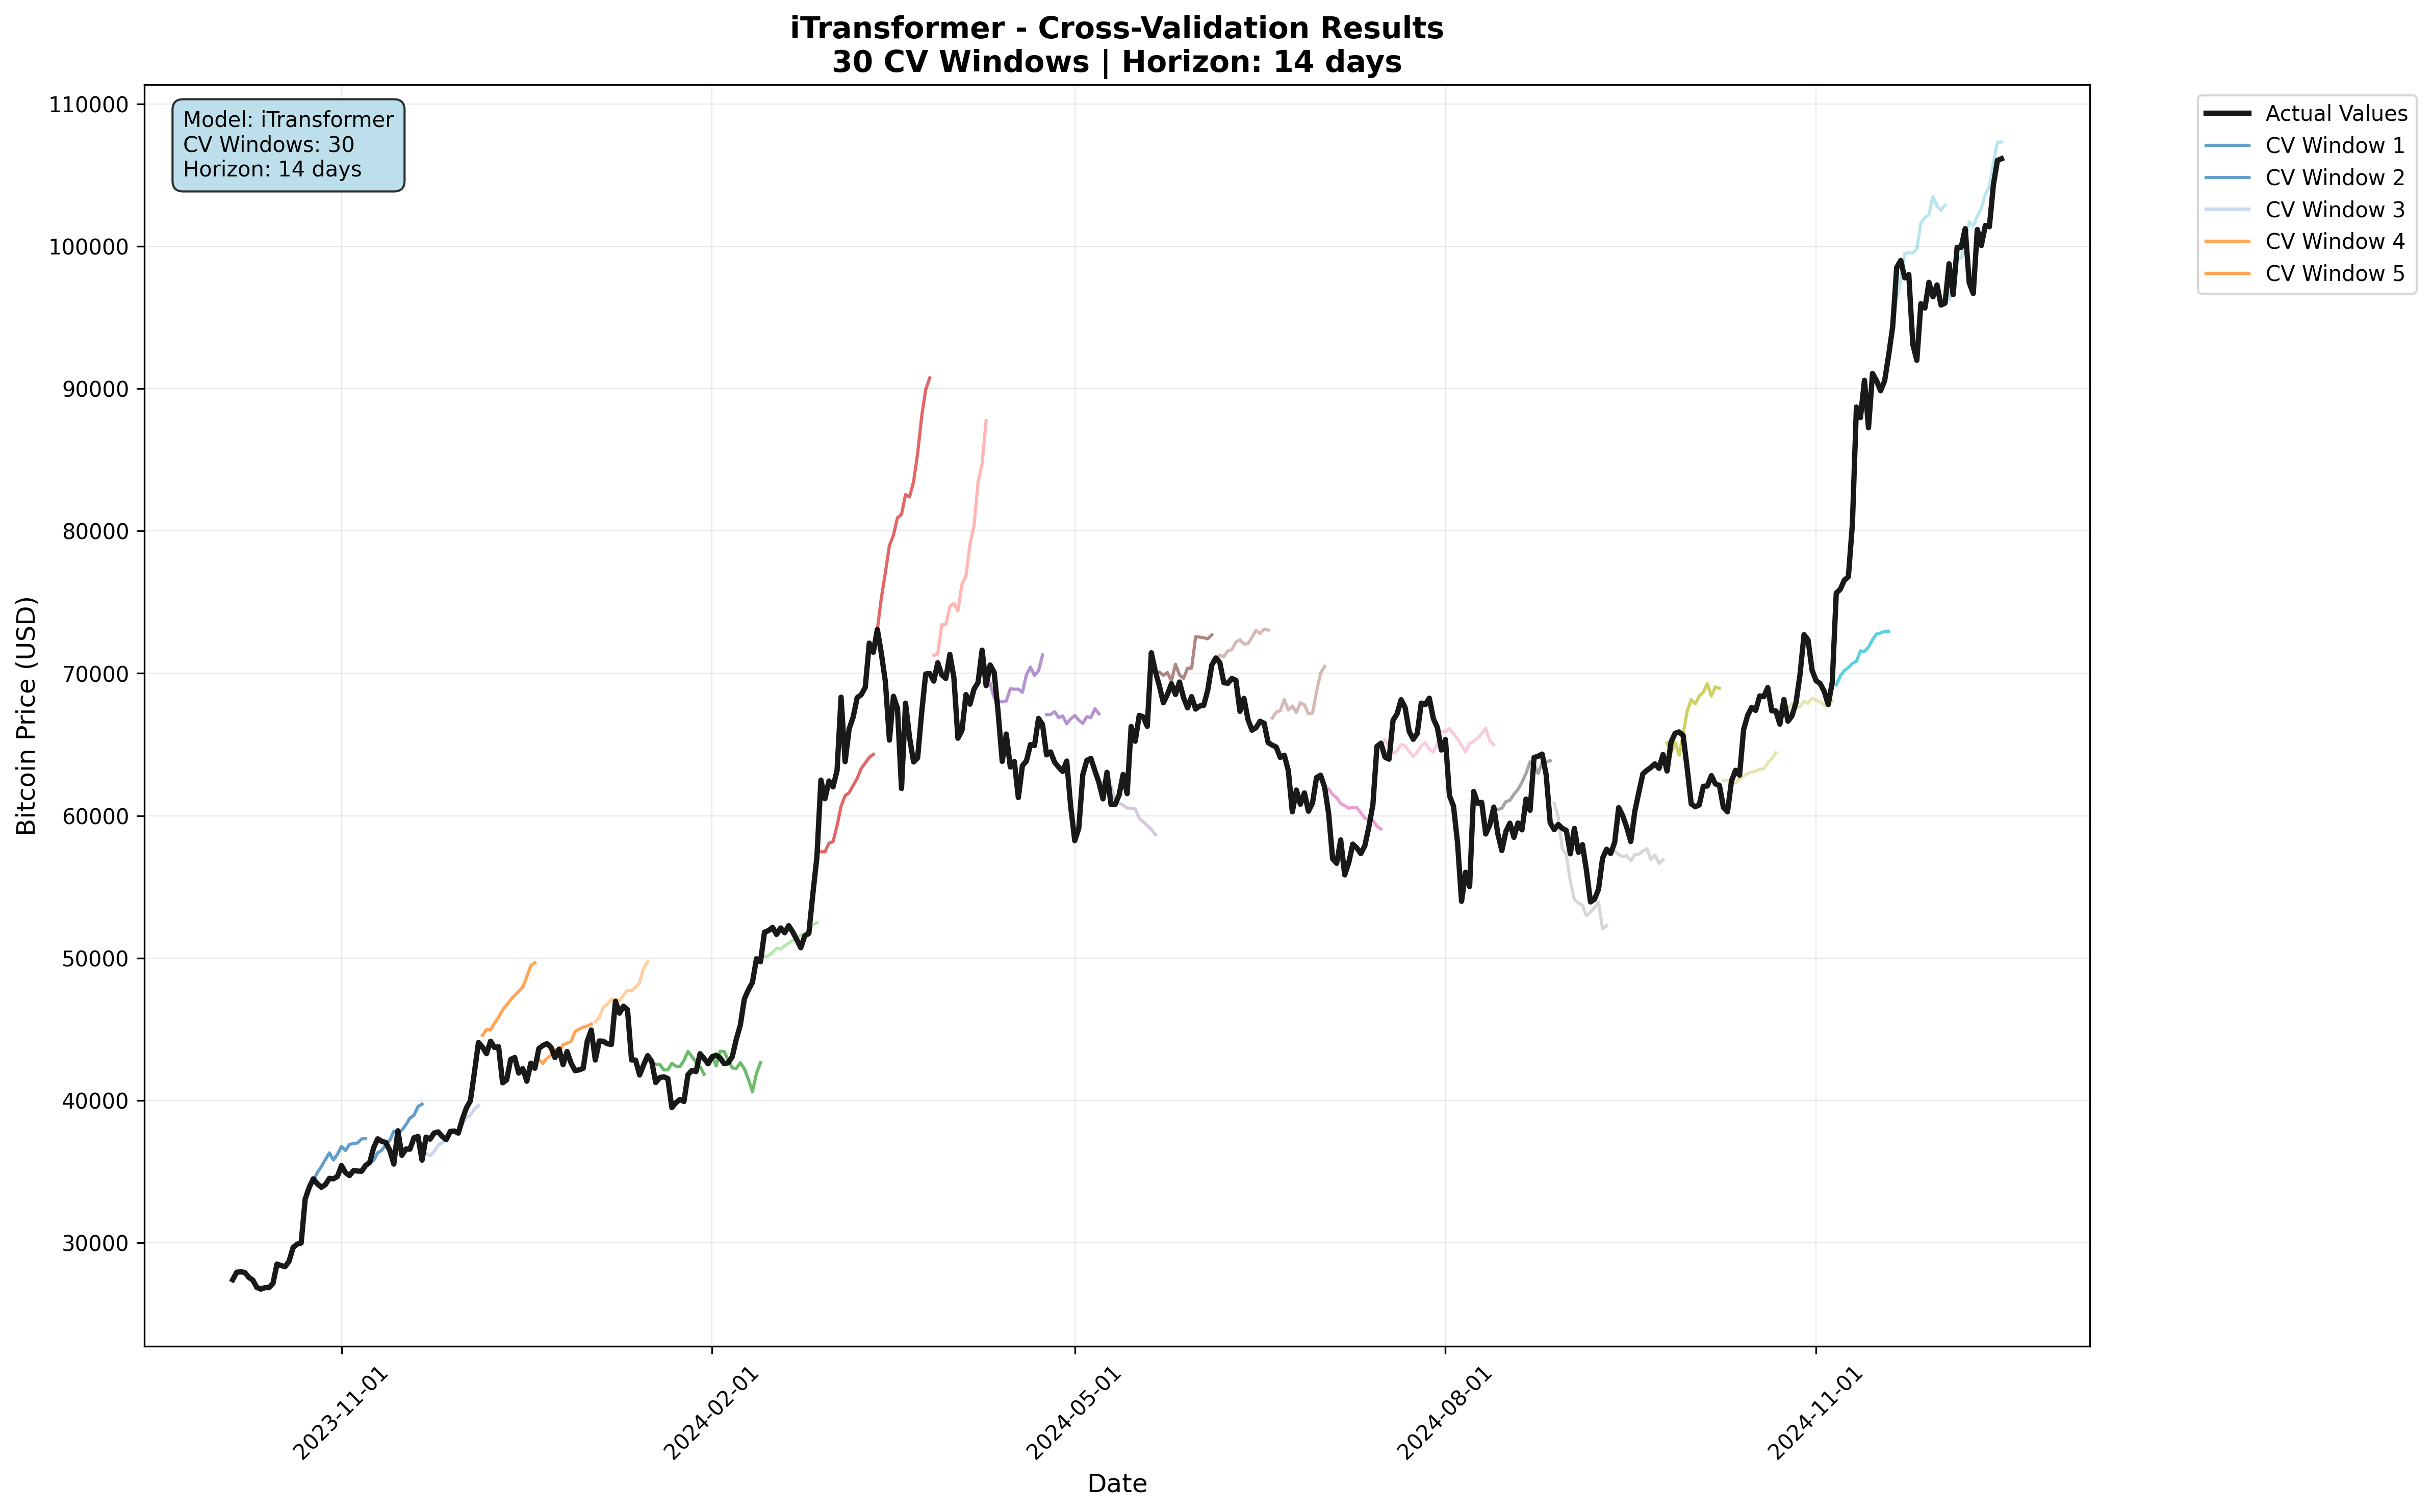 iTransformer - Cross-Validation Results
30 CV Windows | Horizon: 14 days
Model: iTransformer
CV Windows: 30
Horizon: 14 days
Actual Values
CV Window 1
CV Window 2
CV Window 3
CV Window 4
CV Window 5
Bitcoin Price (USD)
110000
100000
90000
80000
70000
60000
50000
40000
30000
2023-11-01
2024-02-01
2024-05-01
2024-08-01
2024-11-01
Date